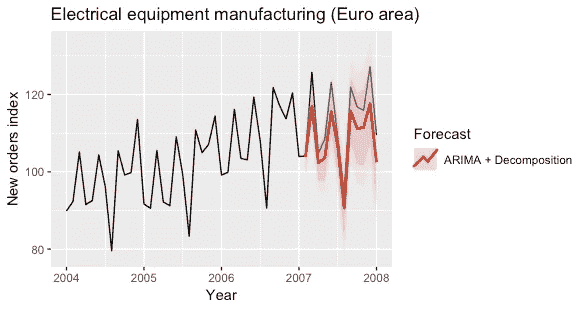 Electrical equipment manufacturing (Euro area)
New orders index
120
100
80
2004
2005
2006
2007
2008
Year
Forecast
ARIMA + Decomposition